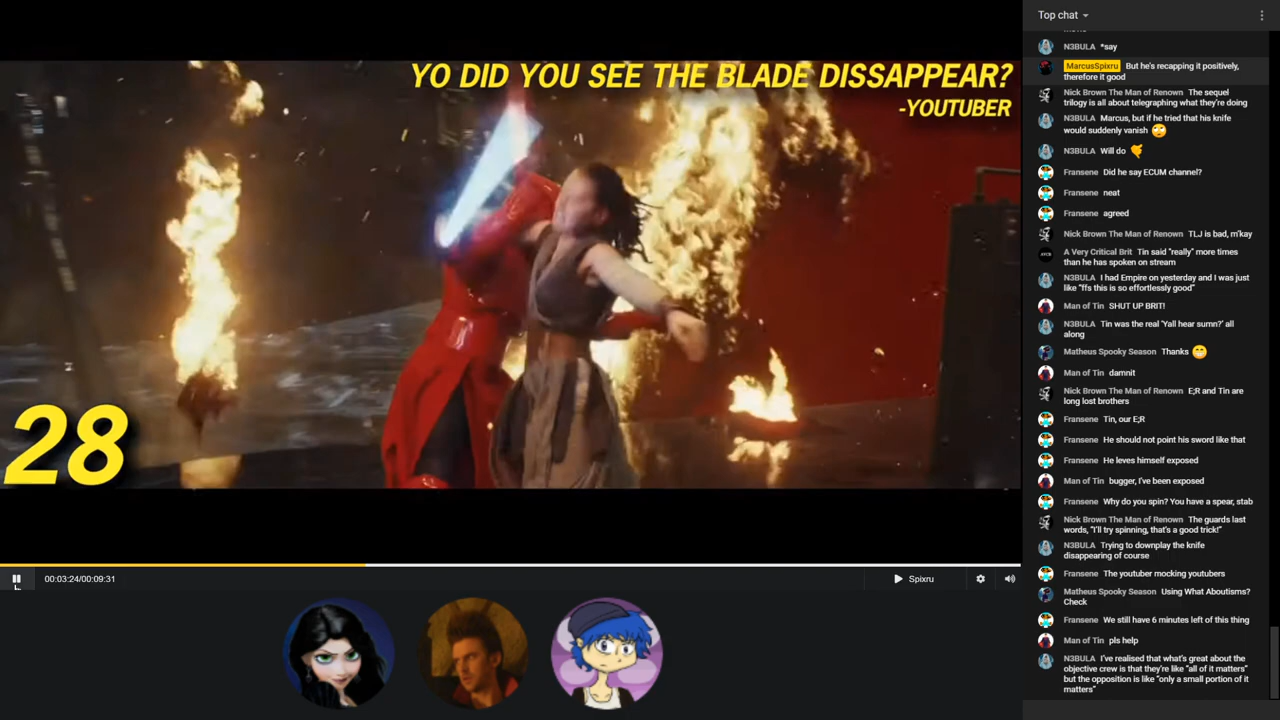 YO DID YOU SEE THE BLADE DISSAPPEAR?
-YOUTUBER
28
00:03:24/00:09:31
Spixru
Top chat
N3BULA *say
MarcusSpixru But he's recapping it positively,
therefore it good
Nick Brown The Man of Renown The sequel
trilogy is all about telegraphing what they're doing
N3BULA Marcus, but if he tried that his knife
would suddenly vanish 🙄
N3BULA Will do
Fransene Did he say ECUM channel?
Fransene neat
Fransene agreed
Nick Brown The Man of Renown TLJ is bad, m'kay
A Very Critical Brit Tin said "really" more times
than he has spoken on stream
N3BULA I had Empire on yesterday and I was just
like "ffs this is so effortlessly good"
Man of Tin SHUT UP BRIT!
N3BULA Tin was the real 'Yall hear sumn?' all
along
Matheus Spooky Season Thanks 😁
Man of Tin damnit
Nick Brown The Man of Renown E;R and Tin are
long lost brothers
Fransene Tin, our E;R
Fransene He should not point his sword like that
Fransene He leves himself exposed
Man of Tin bugger, I've been exposed
Fransene Why do you spin? You have a spear, stab
Nick Brown The Man of Renown The guards last
words, "I'll try spinning, that's a good trick!"
N3BULA Trying to downplay the knife
disappearing of course
Fransene The youtuber mocking youtubers
Matheus Spooky Season Using What Aboutisms?
Check
Fransene We still have 6 minutes left of this thing
Man of Tin pls help
N3BULA I've realised that what's great about the
objective crew is that they're like "all of it matters"
but the opposition is like "only a small portion of it
matters"